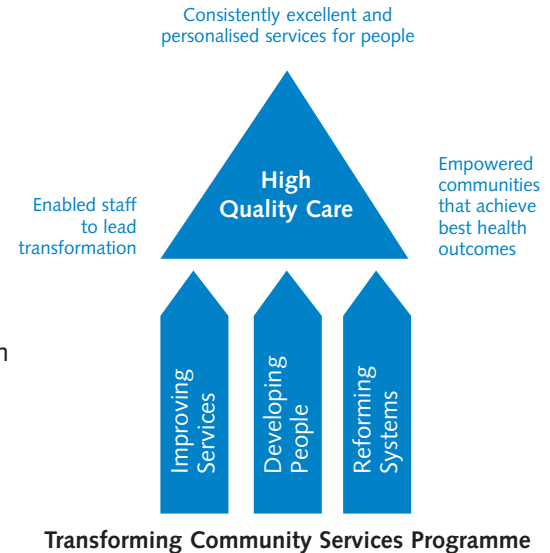 Consistently excellent and
personalised services for people
High
Quality Care
Enabled staff
to lead
transformation
Empowered
communities
that achieve
best health
outcomes
Improving
Services
Developing
People
Reforming
Systems
Transforming Community Services Programme